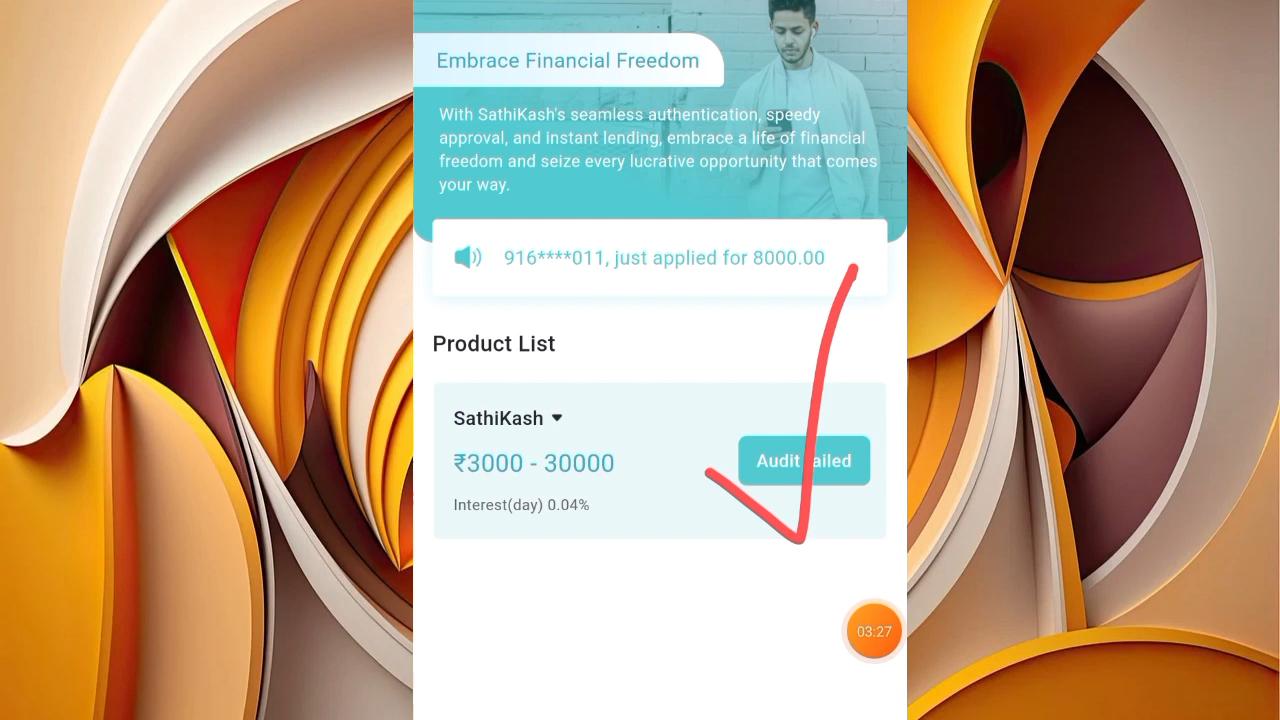 Embrace Financial Freedom
With SathiKash's seamless authentication, speedy
approval, and instant lending, embrace a life of financial
freedom and seize every lucrative opportunity that comes
your way.
916****011, just applied for 8000.00
Product List
SathiKash
₹3000 - 30000
Audit Failed
Interest(day) 0.04%
03:27